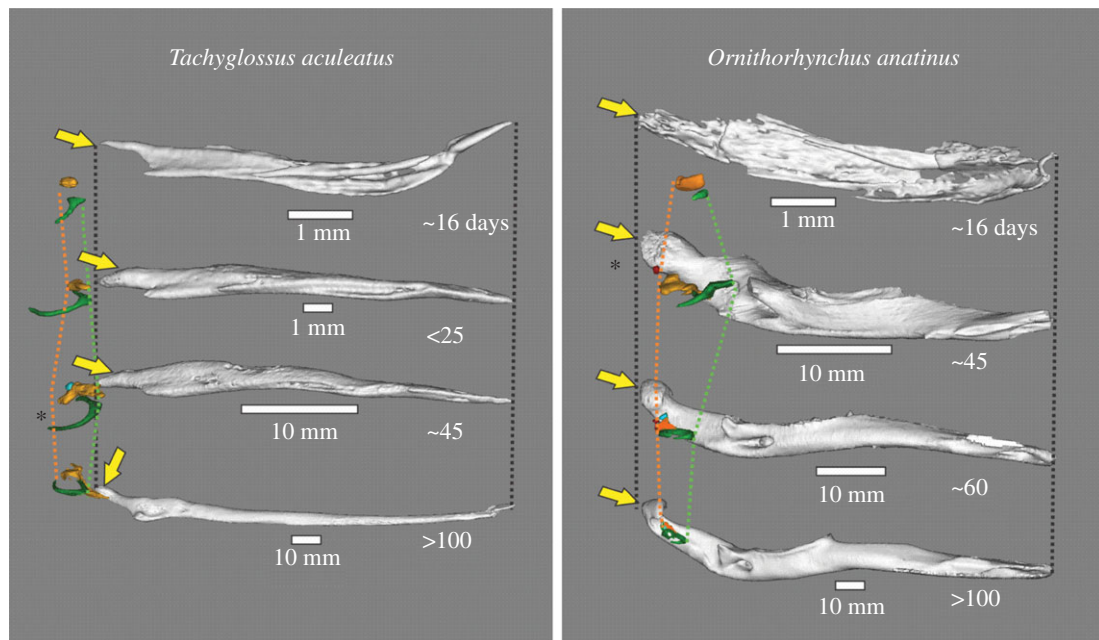 Tachyglossus aculeatus
1 mm
~16 days
1 mm
<25
10 mm
~45
*
10 mm
>100
Ornithorhynchus anatinus
1 mm
~16 days
*
10 mm
~45
10 mm
~60
10 mm
>100